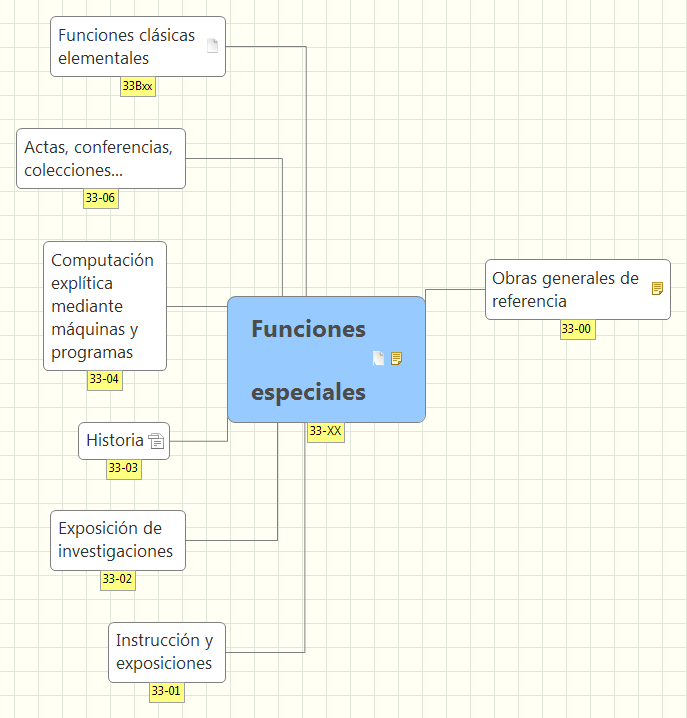 Funciones clásicas
elementales
33Bxx
Actas, conferencias,
colecciones...
33-06
Computación
explítica
mediante
máquinas y
programas
33-04
Historia
33-03
Exposición de
investigaciones
33-02
Instrucción y
exposiciones
33-01
Funciones
especiales
33-XX
Obras generales de
referencia
33-00